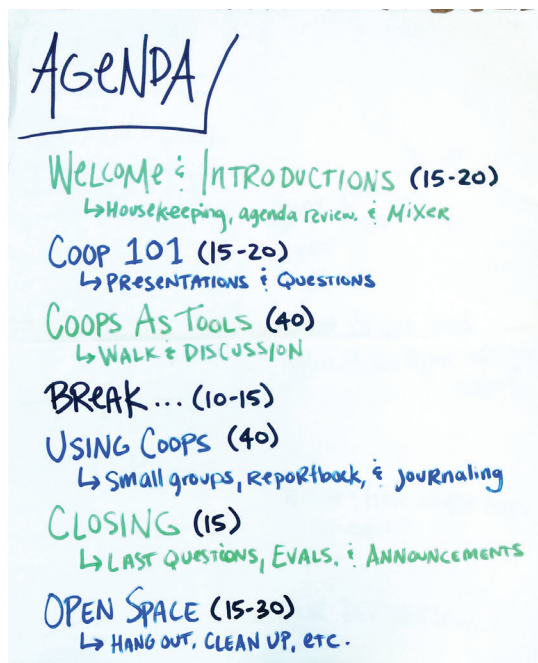 AGENDA
WELCOME & INTRODUCTIONS (15-20)
↳ Housekeeping, agenda review, & MIXER
COOP 101 (15-20)
↳ PRESENTATIONS & QUESTIONS
COOPS AS TOOLS (40)
↳ WALK & DISCUSSION
BREAK... (10-15)
USING COOPS (40)
↳ Small groups, Reportback, & JOURNaling
CLOSING (15)
↳ LAST QUESTIONS, EVALS, & ANNOUNCEMENTS
OPEN SPACE (15-30)
↳ HANG OUT, CLEAN UP, etc.